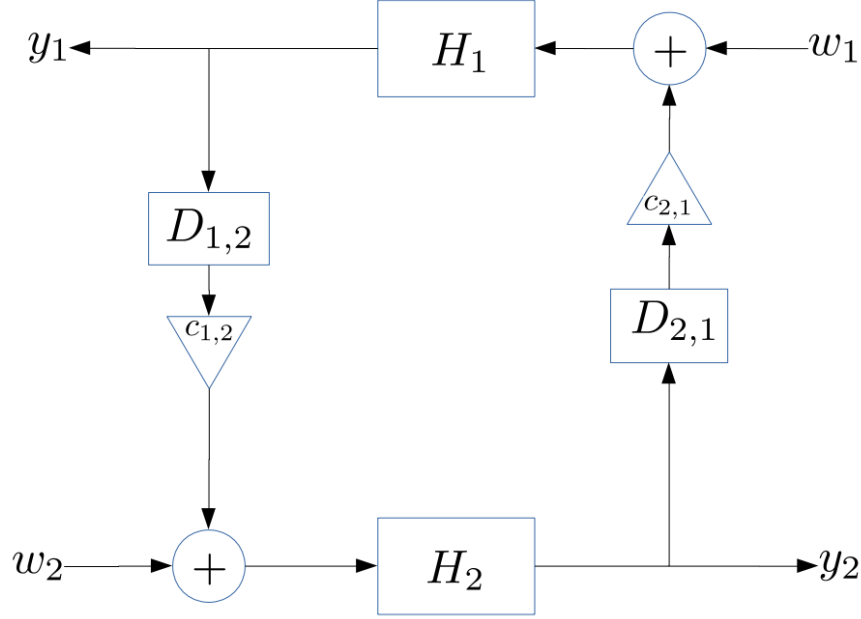 y₁ H₁ + w₁
D₁,₂ c₂,₁
c₁,₂ D₂,₁
w₂ + H₂ y₂